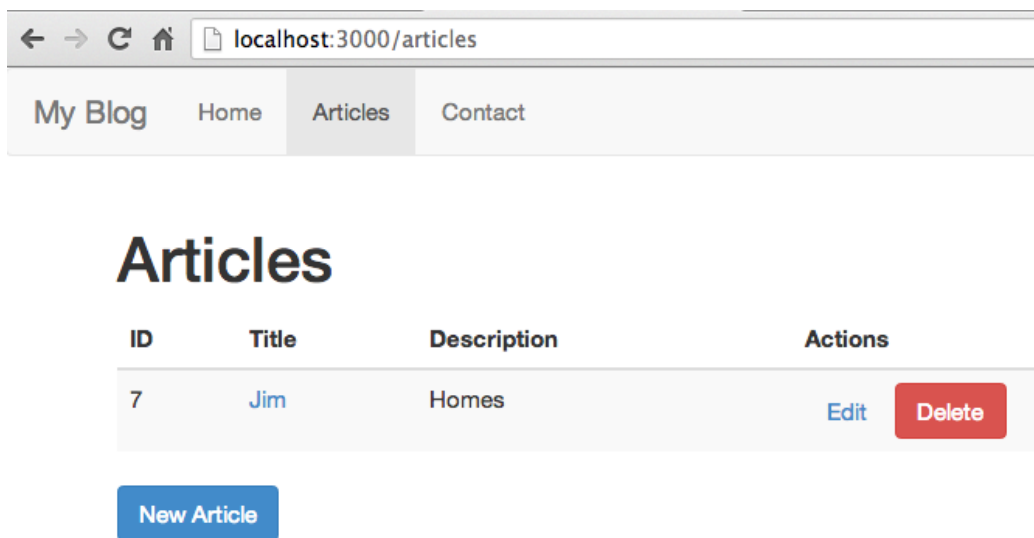 localhost:3000/articles
My Blog Home Articles Contact
Articles
ID Title Description Actions
7 Jim Homes Edit Delete
New Article